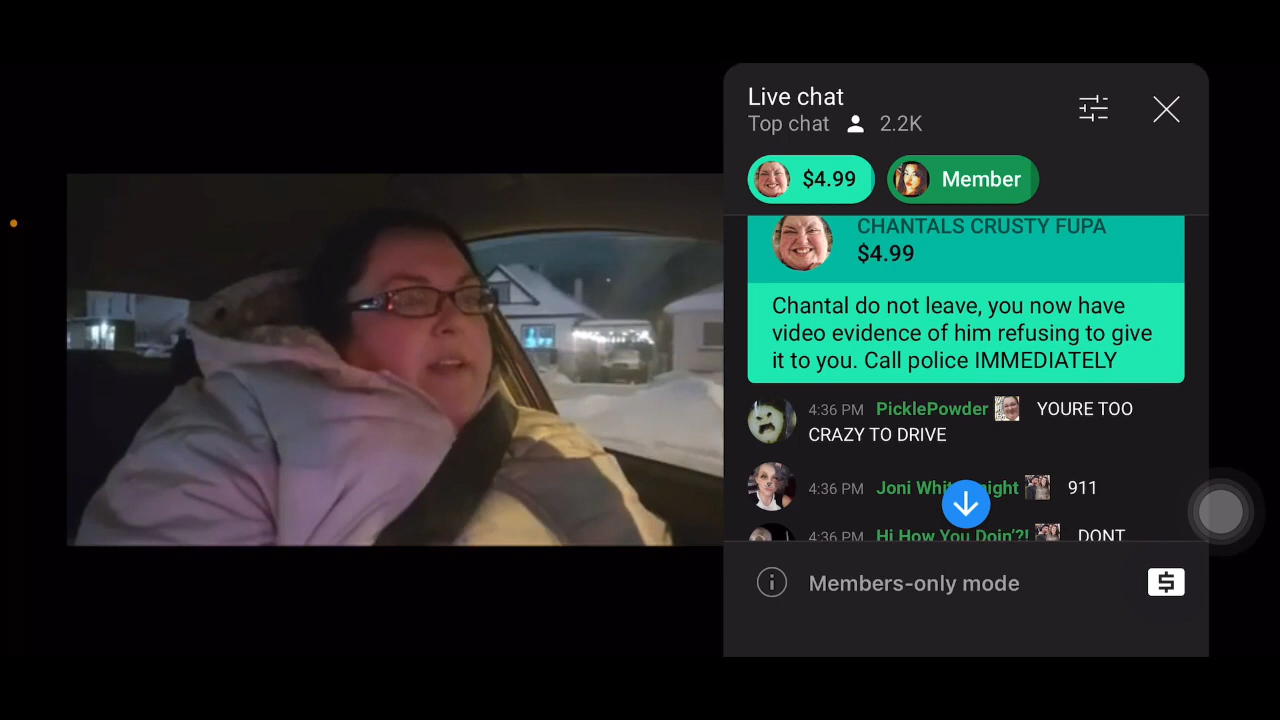 Live chat
Top chat 2.2K
$4.99 Member
CHANTALS CRUSTY FUPA
$4.99
Chantal do not leave, you now have
video evidence of him refusing to give
it to you. Call police IMMEDIATELY
4:36 PM PicklePowder YOURE TOO
CRAZY TO DRIVE
4:36 PM Joni 911
4:36 PM Hi How You Doin'?! DONT
Members-only mode